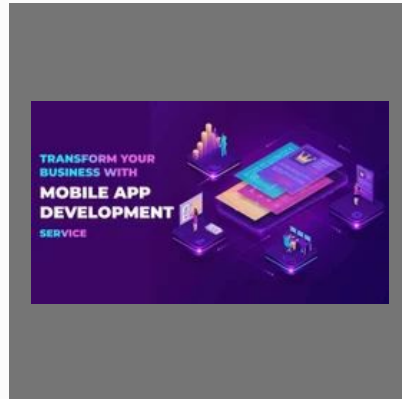 TRANSFORM YOUR
BUSINESS WITH
MOBILE APP
DEVELOPMENT
SERVICE